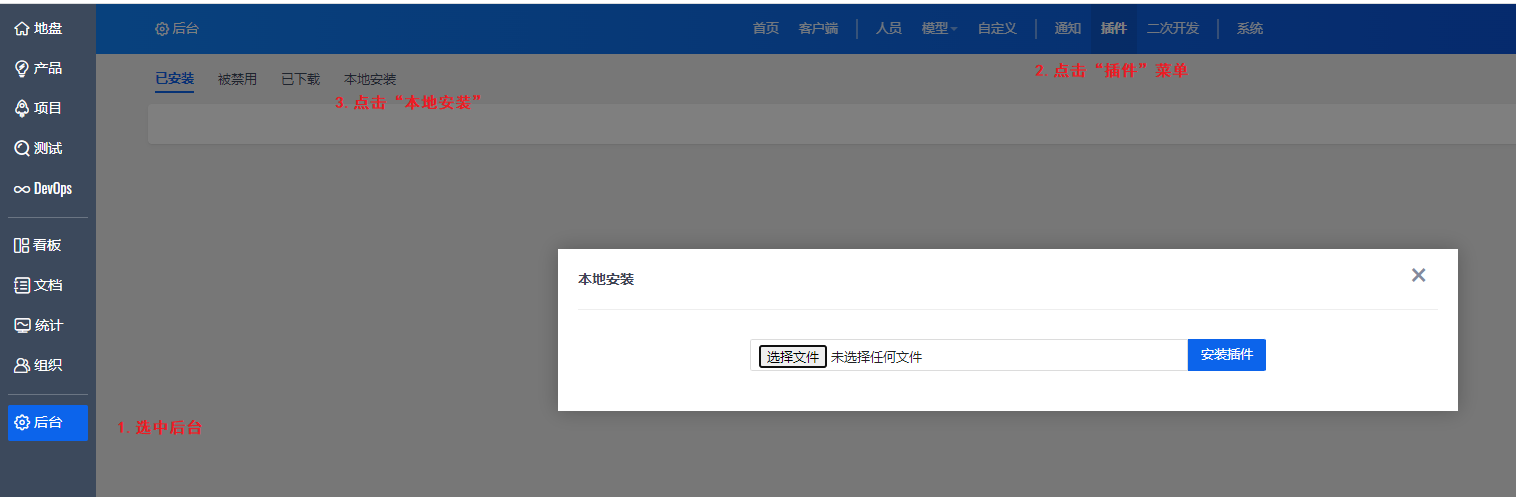 地盘
产品
项目
测试
DevOps
看板
文档
统计
组织
后台
后台 首页 客户端 人员 模型 自定义 通知 插件 二次开发 系统
2. 点击“插件”菜单
已安装 被禁用 已下载 本地安装
3. 点击“本地安装”
本地安装
选择文件 未选择任何文件 安装插件
1. 选中后台